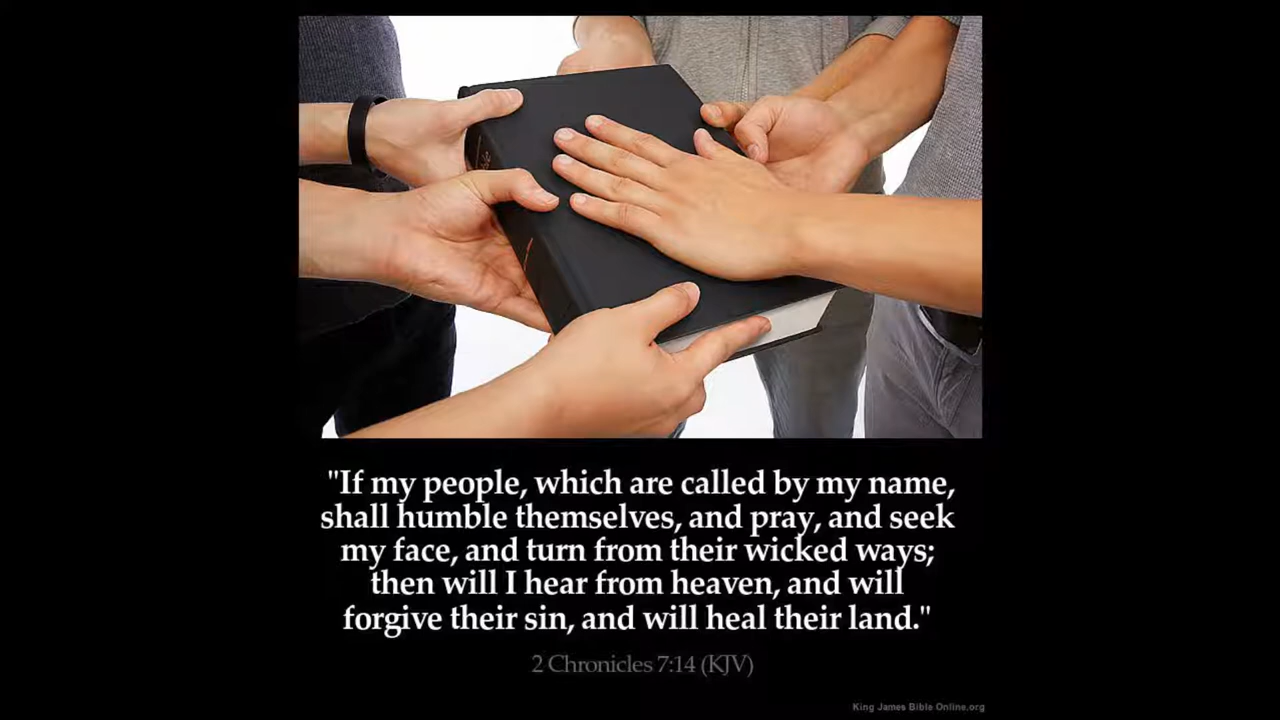 "If my people, which are called by my name,
shall humble themselves, and pray, and seek
my face, and turn from their wicked ways;
then will I hear from heaven, and will
forgive their sin, and will heal their land."
2 Chronicles 7:14 (KJV)
King James Bible Online.org